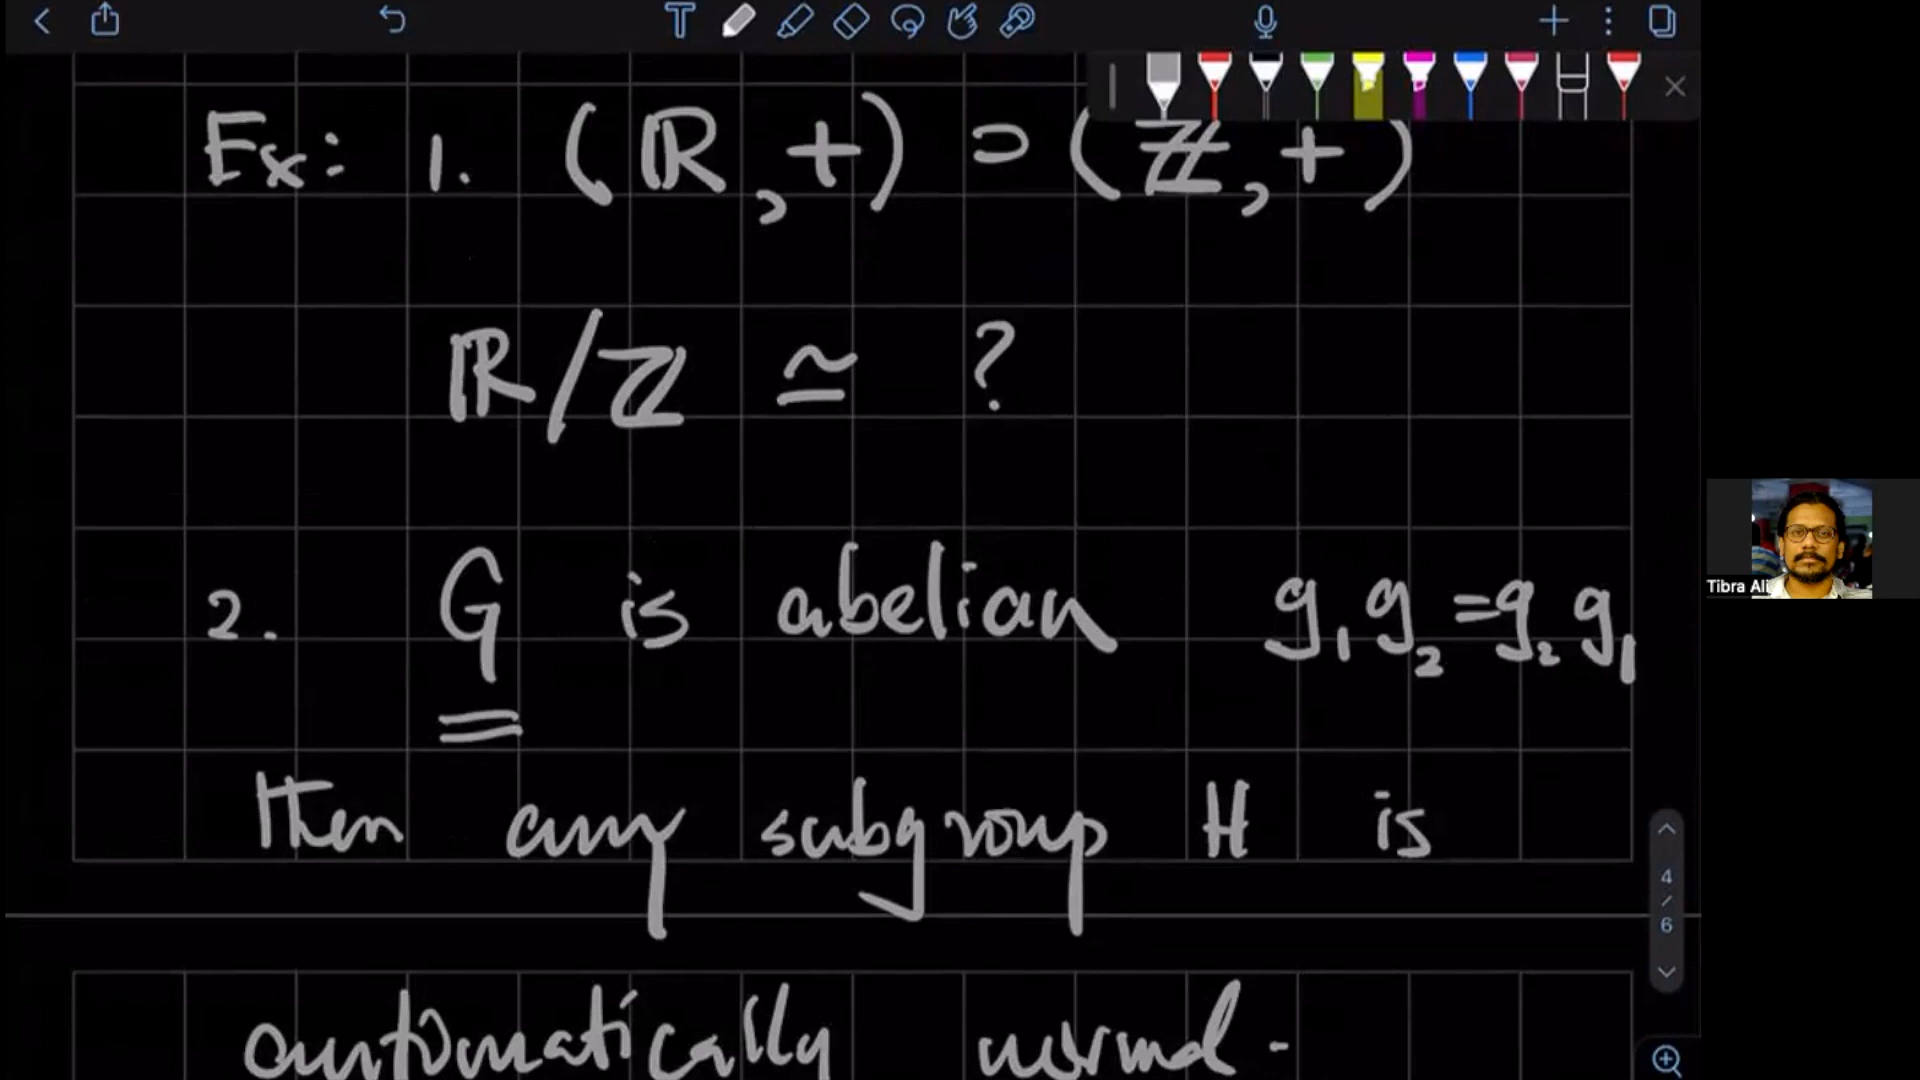 Ex: 1. (ℝ, +) ⊃ (ℤ, +)
ℝ/ℤ ≃ ?
2. G is abelian g₁g₂ = g₂g₁
then any subgroup H is
automatically normal.
4
/
6
Tibra Ali